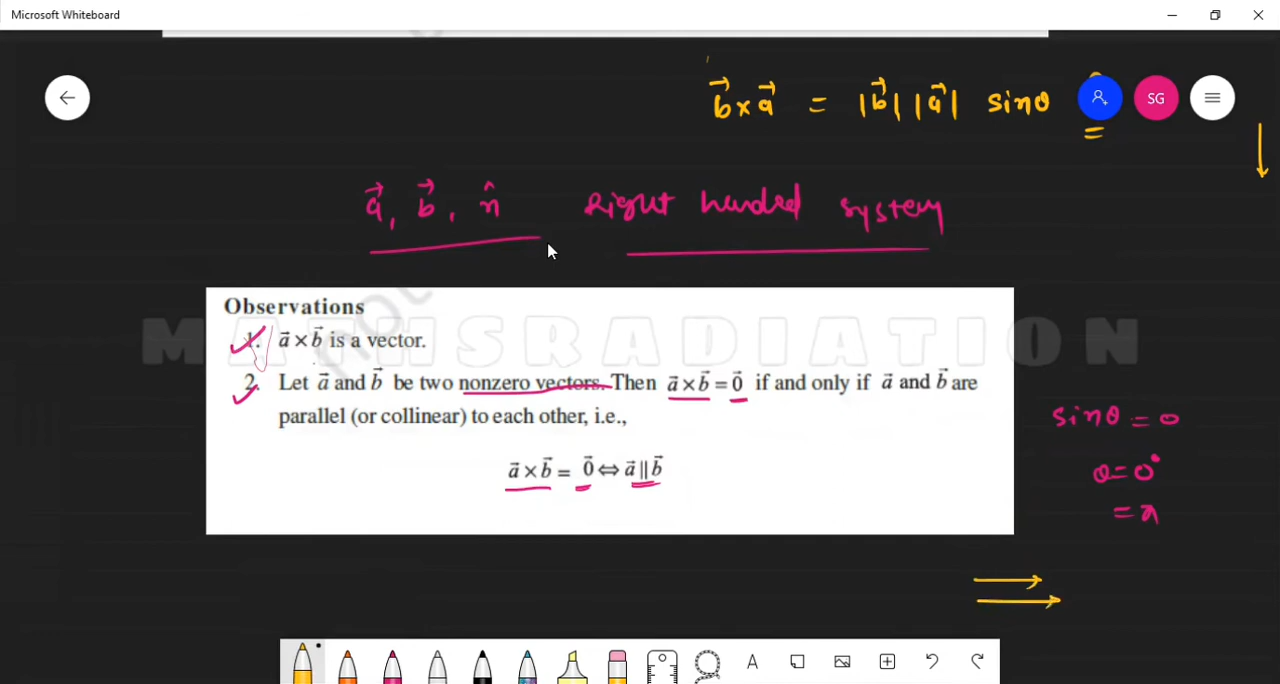 Microsoft Whiteboard
b⃗ × a⃗ = |b⃗| |a⃗| sinθ
SG
a⃗, b⃗, n̂ Right handed system
Observations
1. a⃗ × b⃗ is a vector.
2. Let a⃗ and b⃗ be two nonzero vectors. Then a⃗ × b⃗ = 0⃗ if and only if a⃗ and b⃗ are
parallel (or collinear) to each other, i.e.,
a⃗ × b⃗ = 0⃗ ⇔ a⃗ ∥ b⃗
MATHSRADIATION
sinθ = 0
θ = 0°
= π